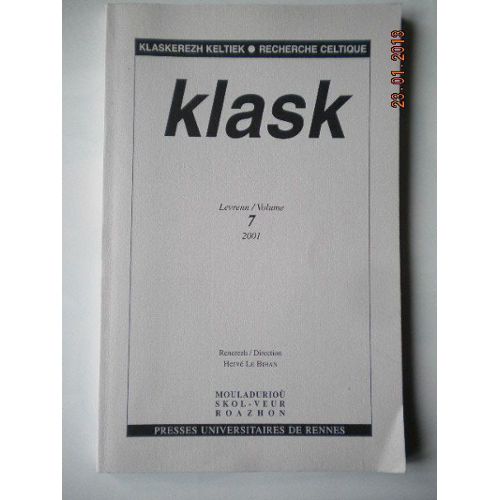 KLASKEREZH KELTIEK ● RECHERCHE CELTIQUE
klask
Levrenn / Volume
7
2001
Renerezh / Direction
Hervé LE BIHAN
MOULADURIOÙ
SKOL-VEUR
ROAZHON
PRESSES UNIVERSITAIRES DE RENNES
23.01.2018